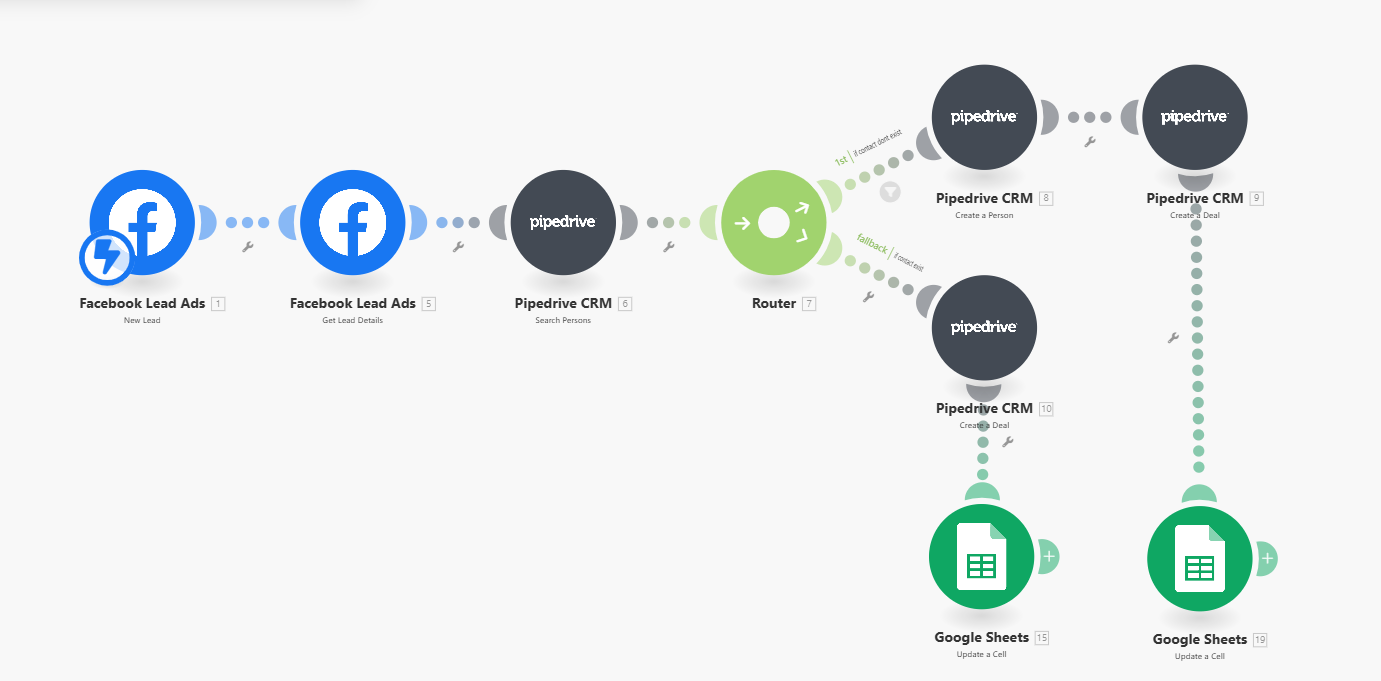 pipedrive
pipedrive
1st
if contact dont exist
Pipedrive CRM 8
Create a Person
Pipedrive CRM 9
Create a Deal
pipedrive
Facebook Lead Ads 1
New Lead
Facebook Lead Ads 5
Get Lead Details
Pipedrive CRM 6
Search Persons
Router 7
fallback
if contact exist
pipedrive
Pipedrive CRM 10
Create a Deal
Google Sheets 15
Update a Cell
Google Sheets 19
Update a Cell